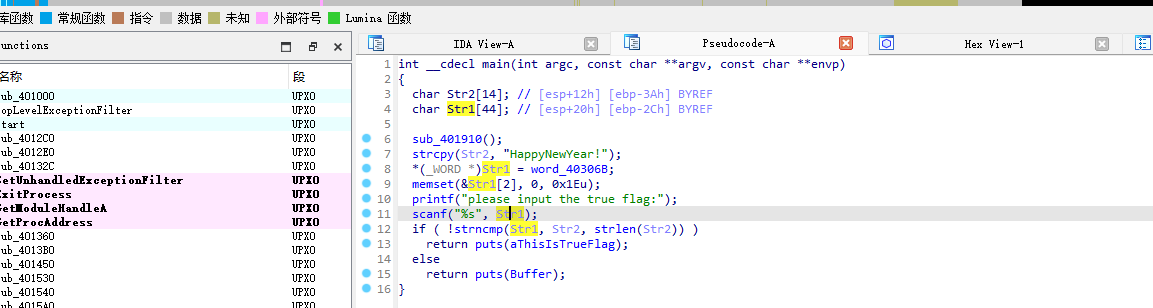 库函数 常规函数 指令 数据 未知 外部符号 Lumina 函数
unctions
IDA View-A
Pseudocode-A
Hex View-1
名称 段
ub_401000 UPX0
opLevelExceptionFilter UPX0
tart UPX0
ub_4012C0 UPX0
ub_4012E0 UPX0
ub_40132C UPX0
etUnhandledExceptionFilter UPX0
xitProcess UPX0
etModuleHandleA UPX0
etProcAddress UPX0
ub_401360 UPX0
ub_4013B0 UPX0
ub_401450 UPX0
ub_401530 UPX0
ub_401540 UPX0
ub_4015A0 UPX0
1 int __cdecl main(int argc, const char **argv, const char **envp)
2 {
3 char Str2[14]; // [esp+12h] [ebp-3Ah] BYREF
4 char Str1[44]; // [esp+20h] [ebp-2Ch] BYREF
5
6 sub_401910();
7 strcpy(Str2, "HappyNewYear!");
8 *(_WORD *)Str1 = word_40306B;
9 memset(&Str1[2], 0, 0x1Eu);
10 printf("please input the true flag:");
11 scanf("%s", Str1);
12 if ( !strncmp(Str1, Str2, strlen(Str2)) )
13 return puts(aThisIsTrueFlag);
14 else
15 return puts(Buffer);
16 }